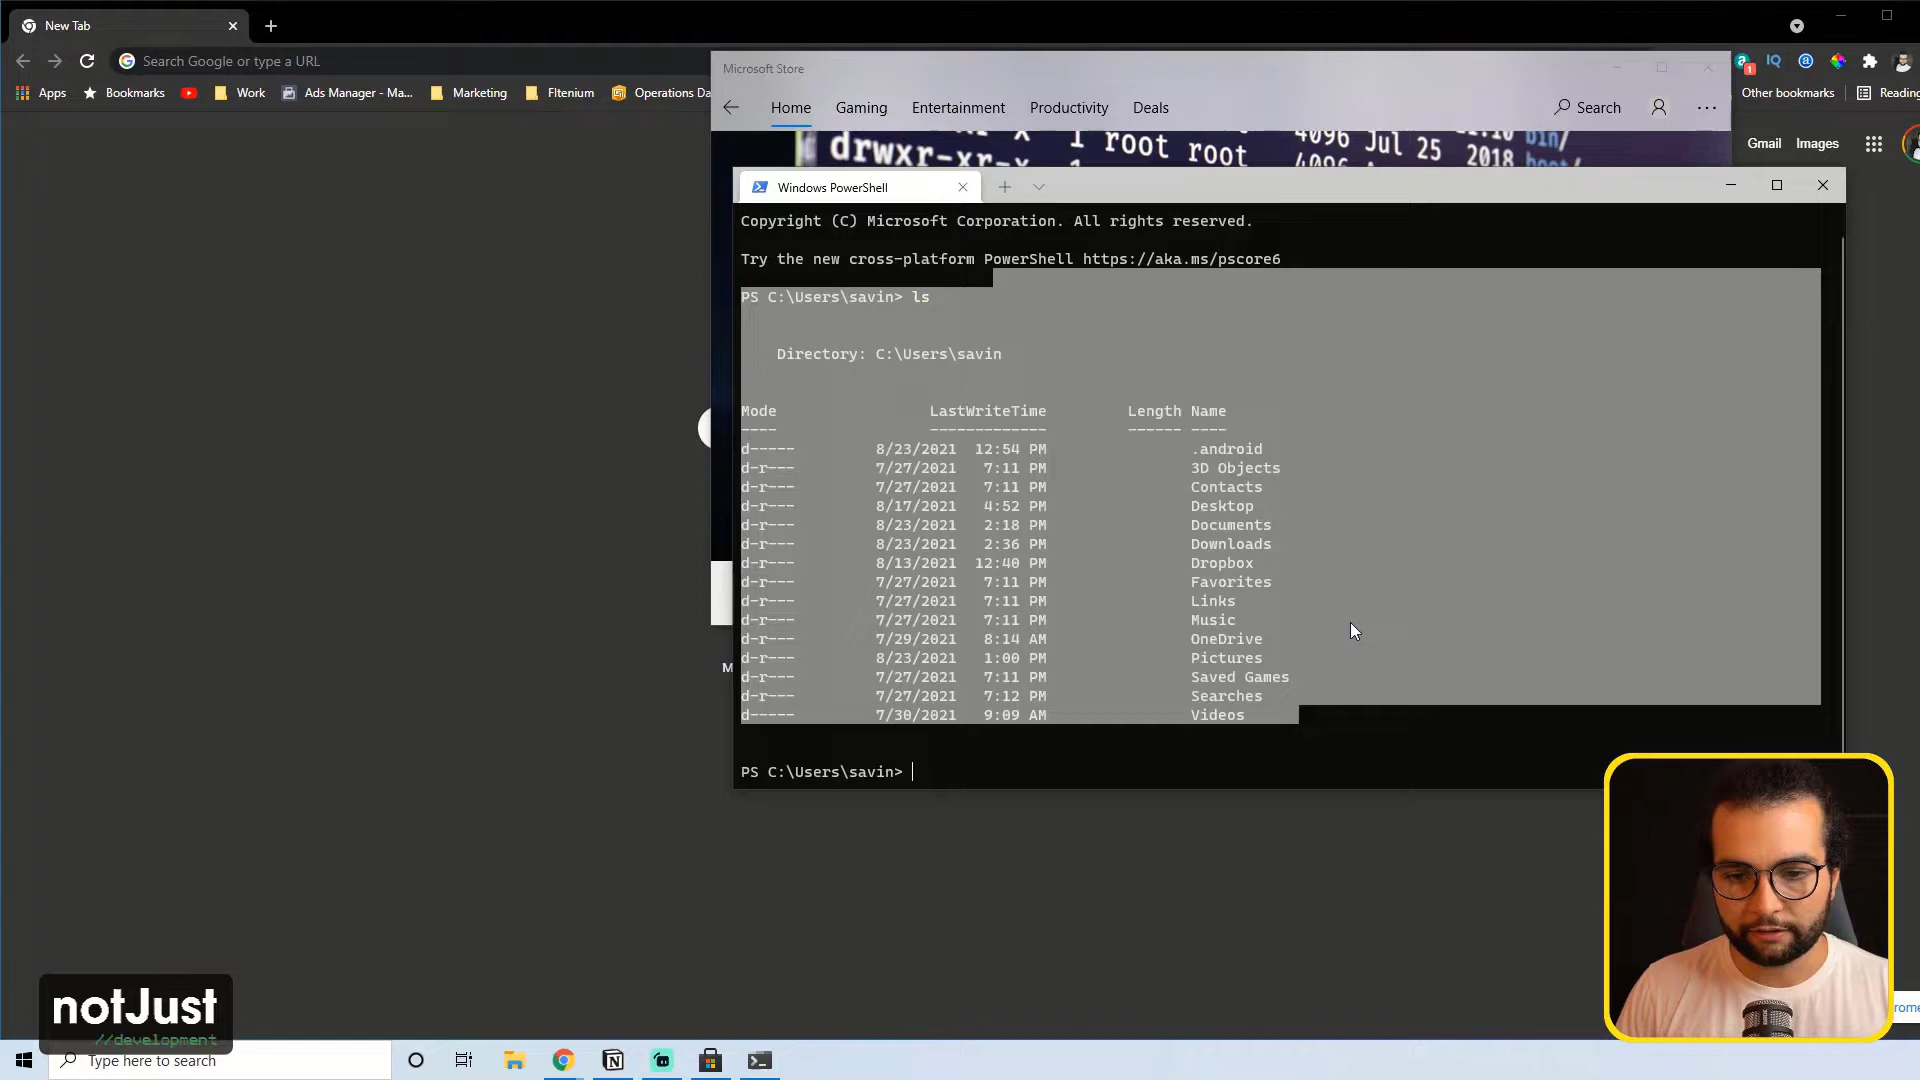 New Tab
Search Google or type a URL
Apps
Bookmarks
Work
Ads Manager - Ma...
Marketing
Fltenium
Operations Da
Other bookmarks
Reading
IQ
1
Gmail
Images
Microsoft Store
Home
Gaming
Entertainment
Productivity
Deals
Search
drwxr-xr-x 1 root root 4096 Jul 25 2018 bin/
Windows PowerShell
Copyright (C) Microsoft Corporation. All rights reserved.
Try the new cross-platform PowerShell https://aka.ms/pscore6
PS C:\Users\savin> ls
Directory: C:\Users\savin
Mode LastWriteTime Length Name
---- ------------- ------ ----
d----- 8/23/2021 12:54 PM .android
d-r--- 7/27/2021 7:11 PM 3D Objects
d-r--- 7/27/2021 7:11 PM Contacts
d-r--- 8/17/2021 4:52 PM Desktop
d-r--- 8/23/2021 2:18 PM Documents
d-r--- 8/23/2021 2:36 PM Downloads
d-r--- 8/13/2021 12:40 PM Dropbox
d-r--- 7/27/2021 7:11 PM Favorites
d-r--- 7/27/2021 7:11 PM Links
d-r--- 7/27/2021 7:11 PM Music
d-r--- 7/29/2021 8:14 AM OneDrive
d-r--- 8/23/2021 1:00 PM Pictures
d-r--- 7/27/2021 7:11 PM Saved Games
d-r--- 7/27/2021 7:12 PM Searches
d----- 7/30/2021 9:09 AM Videos
PS C:\Users\savin>
M
notJust
//development
rome
Type here to search